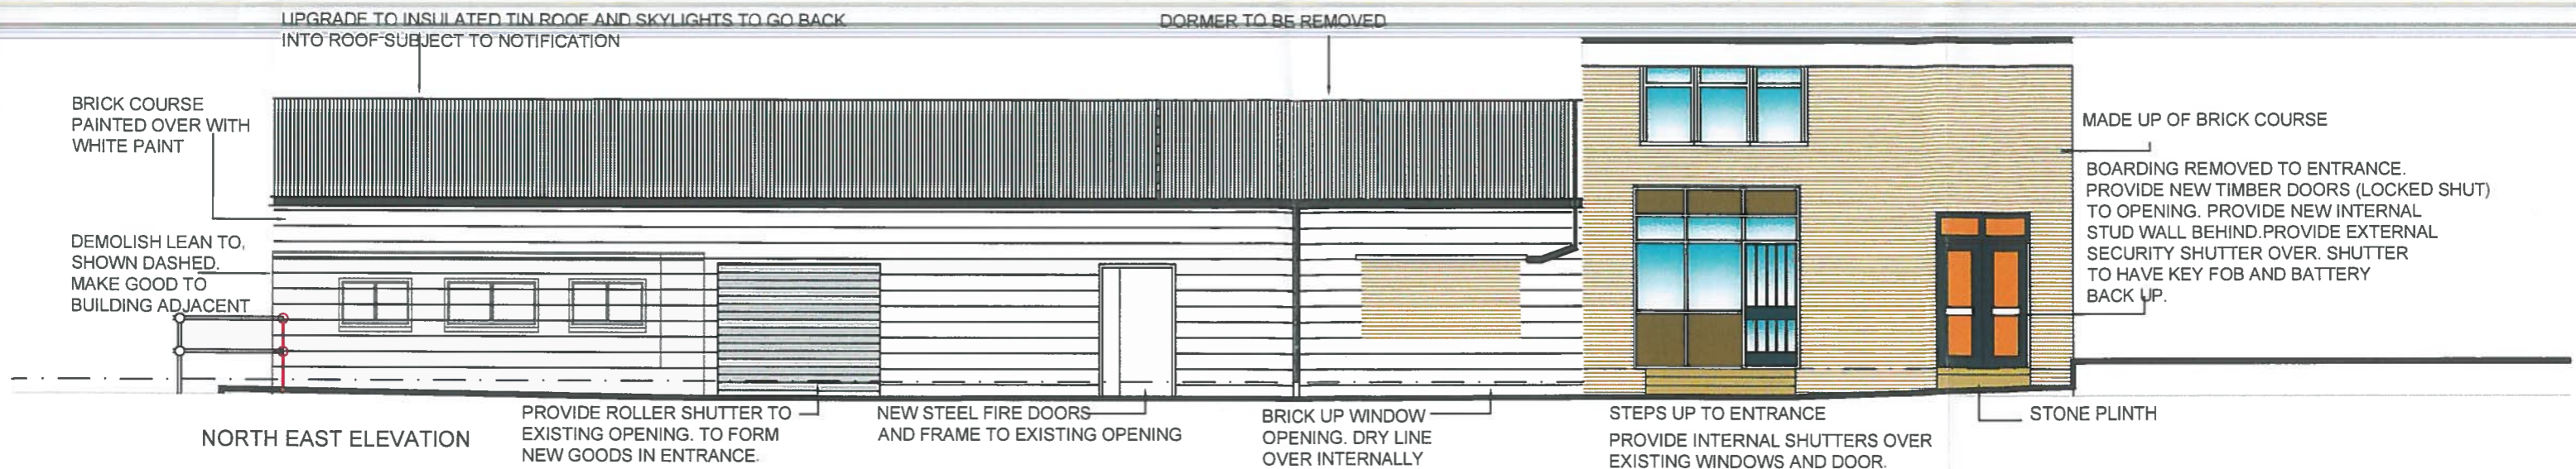 UPGRADE TO INSULATED TIN ROOF AND SKYLIGHTS TO GO BACK
INTO ROOF SUBJECT TO NOTIFICATION
DORMER TO BE REMOVED
BRICK COURSE
PAINTED OVER WITH
WHITE PAINT
MADE UP OF BRICK COURSE
BOARDING REMOVED TO ENTRANCE.
PROVIDE NEW TIMBER DOORS (LOCKED SHUT)
TO OPENING. PROVIDE NEW INTERNAL
STUD WALL BEHIND.PROVIDE EXTERNAL
SECURITY SHUTTER OVER. SHUTTER
TO HAVE KEY FOB AND BATTERY
BACK UP.
DEMOLISH LEAN TO,
SHOWN DASHED.
MAKE GOOD TO
BUILDING ADJACENT
NORTH EAST ELEVATION
PROVIDE ROLLER SHUTTER TO
EXISTING OPENING. TO FORM
NEW GOODS IN ENTRANCE.
NEW STEEL FIRE DOORS
AND FRAME TO EXISTING OPENING
BRICK UP WINDOW
OPENING. DRY LINE
OVER INTERNALLY
STEPS UP TO ENTRANCE
PROVIDE INTERNAL SHUTTERS OVER
EXISTING WINDOWS AND DOOR.
STONE PLINTH